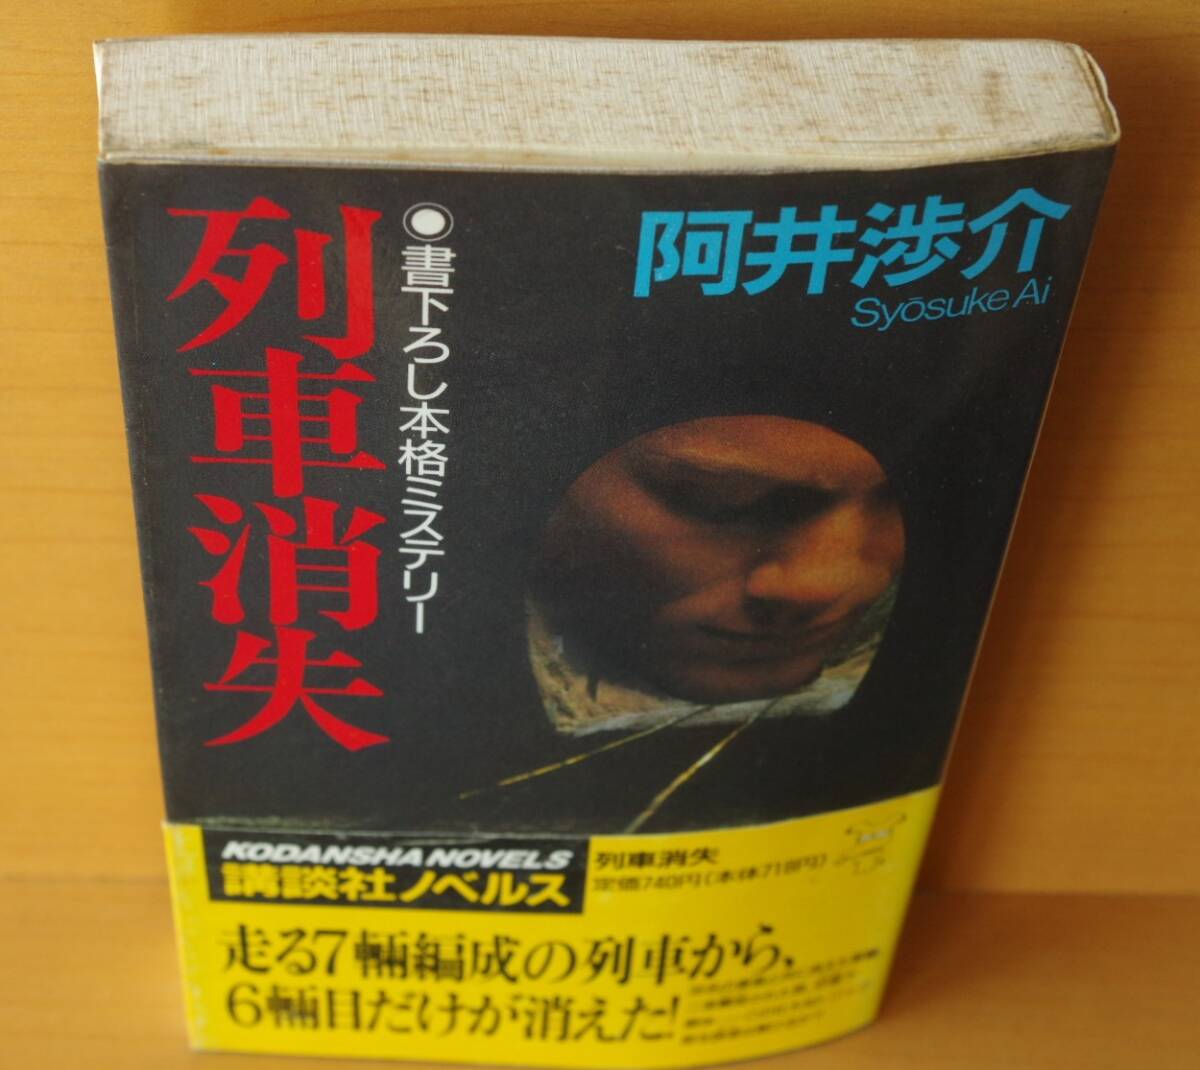 列車消失
◉書下ろし本格ミステリー
阿井渉介
Syōsuke Ai
KODANSHA NOVELS
講談社ノベルス
列車消失
定価740円(本体718円)
走る7輛編成の列車から、
6輛目だけが消えた!